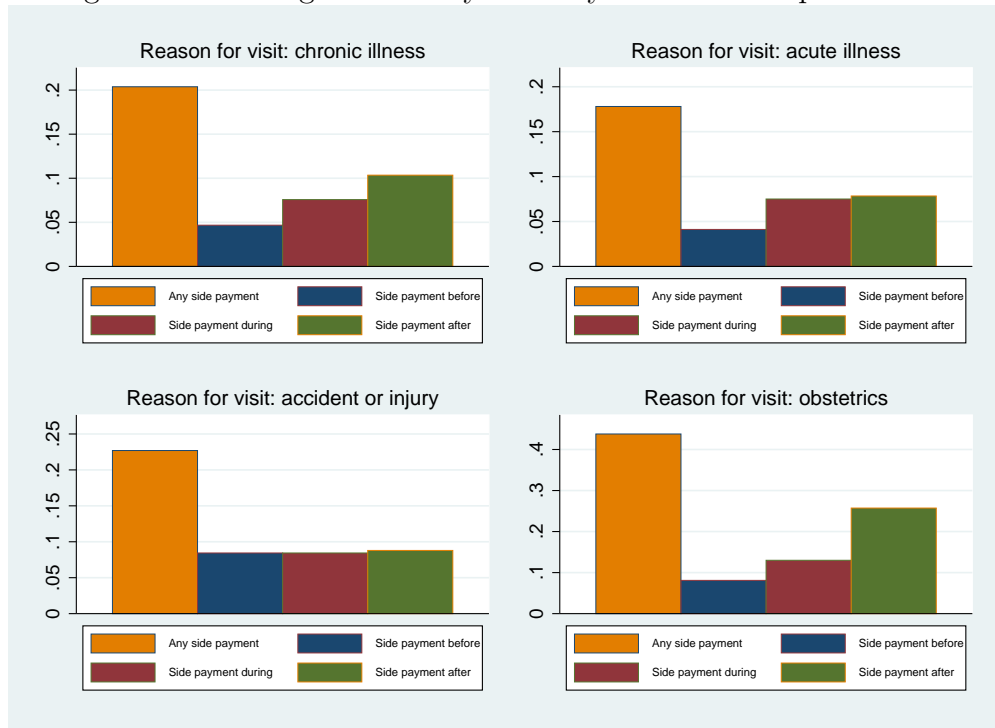 Reason for visit: chronic illness
0 .05 .1 .15 .2
Any side payment Side payment before
Side payment during Side payment after
Reason for visit: acute illness
0 .05 .1 .15 .2
Any side payment Side payment before
Side payment during Side payment after
Reason for visit: accident or injury
0 .05 .1 .15 .2 .25
Any side payment Side payment before
Side payment during Side payment after
Reason for visit: obstetrics
0 .1 .2 .3 .4
Any side payment Side payment before
Side payment during Side payment after